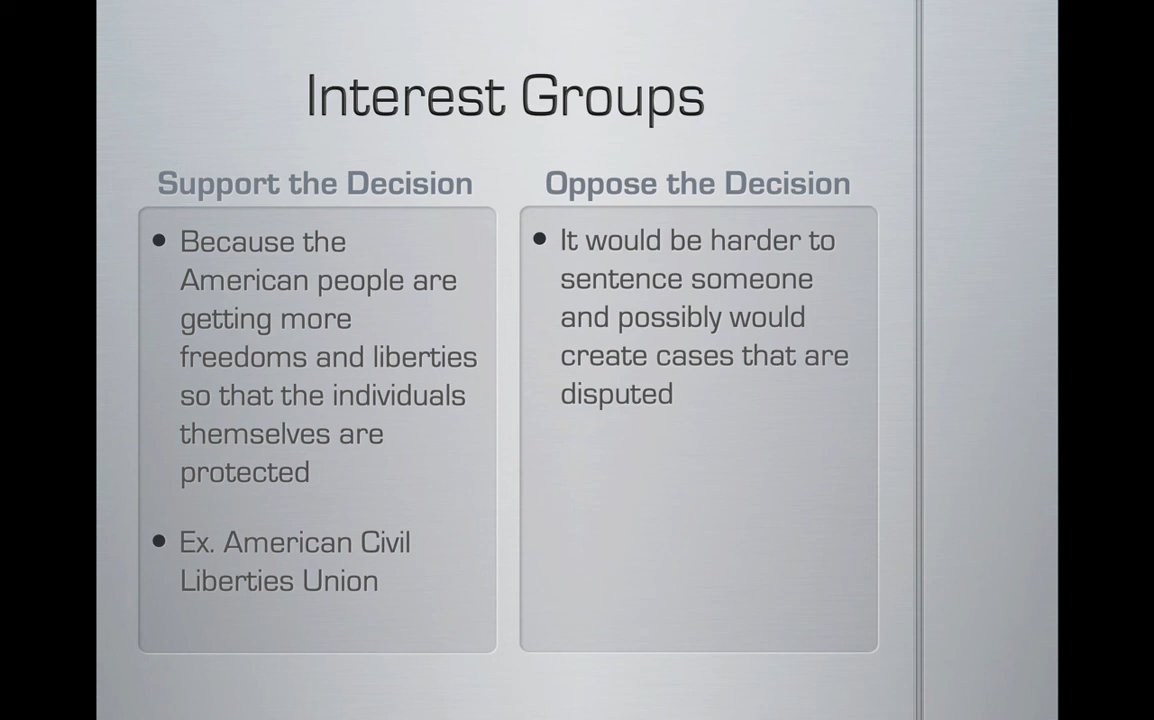 Interest Groups
Support the Decision
Because the
American people are
getting more
freedoms and liberties
so that the individuals
themselves are
protected
Ex. American Civil
Liberties Union
Oppose the Decision
It would be harder to
sentence someone
and possibly would
create cases that are
disputed